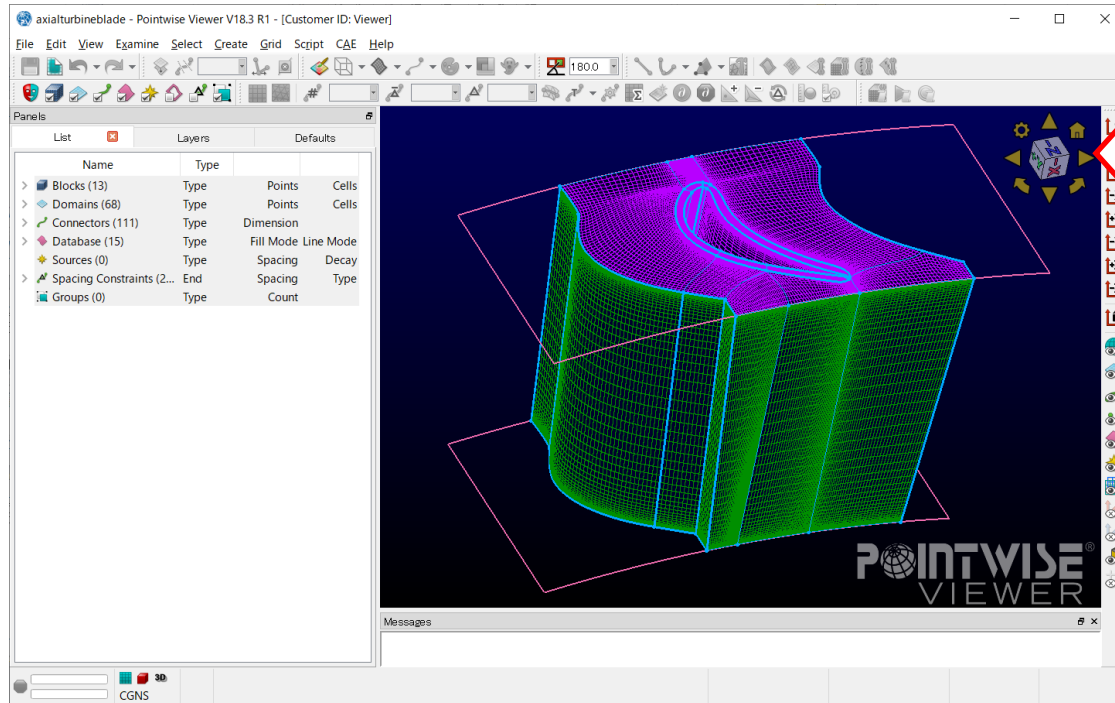 axialturbineblade - Pointwise Viewer V18.3 R1 - [Customer ID: Viewer]
File Edit View Examine Select Create Grid Script CAE Help
180.0
Panels
List Layers Defaults
Name Type
Blocks (13) Type Points Cells
Domains (68) Type Points Cells
Connectors (111) Type Dimension
Database (15) Type Fill Mode Line Mode
Sources (0) Type Spacing Decay
Spacing Constraints (2... End Spacing Type
Groups (0) Type Count
POINTWISE®
VIEWER
Messages
3D
CGNS